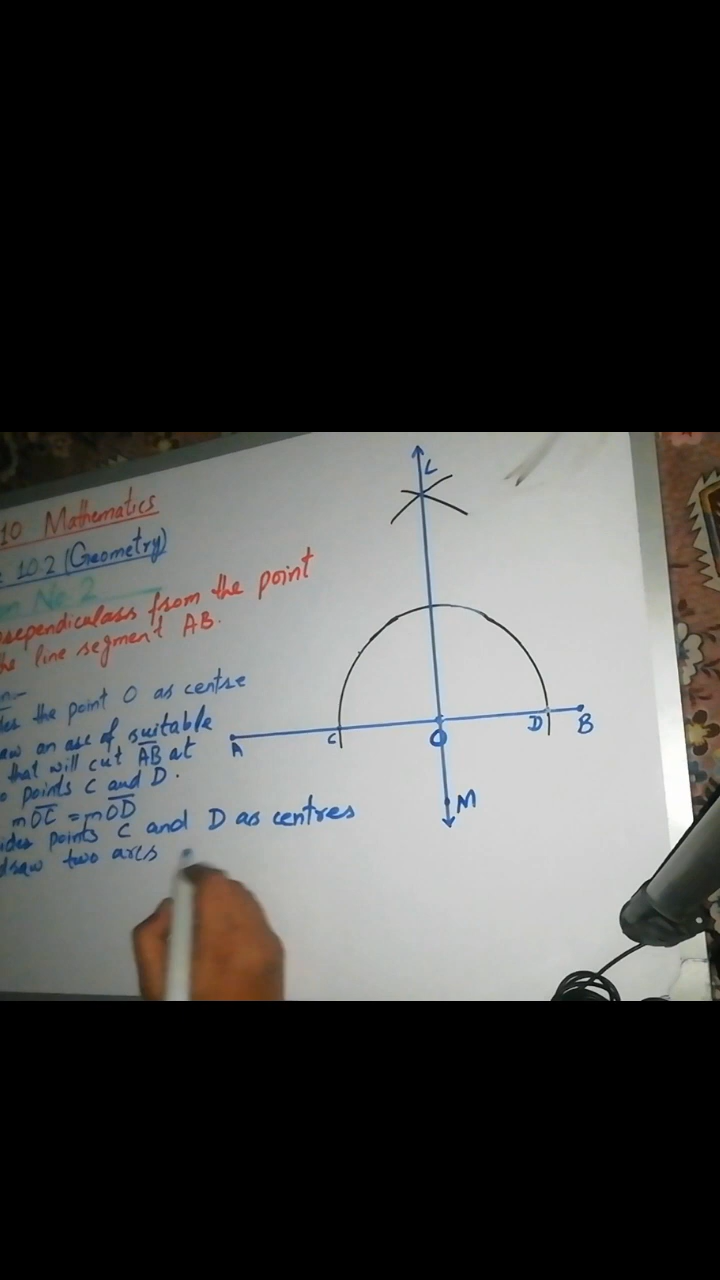 10 Mathematics
: 10.2 (Geometry)
No 2
from the point
the line segment AB.
the point O as centre
an arc of suitable
that will cut AB at
points C and D.
mOC = mOD
points C and D as centres
draw two arcs
L
A
C
O
D
B
M